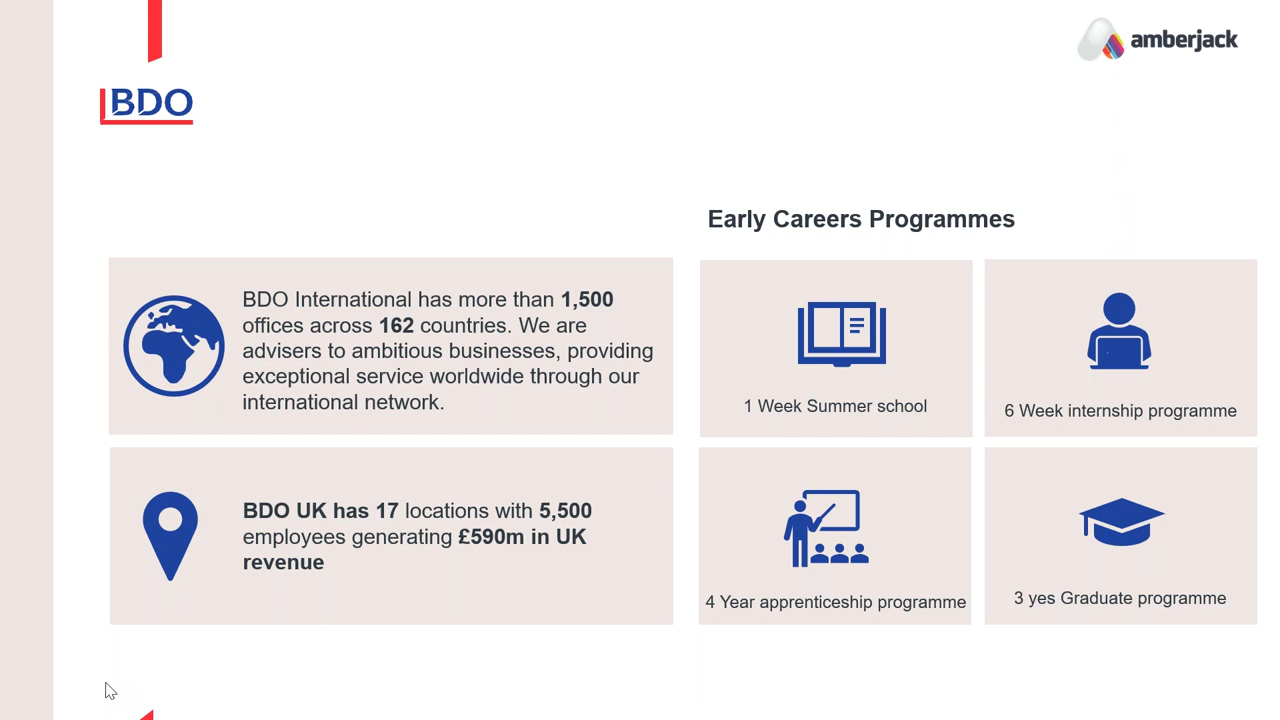 amberjack
BDO
Early Careers Programmes
BDO International has more than 1,500
offices across 162 countries. We are
advisers to ambitious businesses, providing
exceptional service worldwide through our
international network.
1 Week Summer school
6 Week internship programme
BDO UK has 17 locations with 5,500
employees generating £590m in UK
revenue
4 Year apprenticeship programme
3 yes Graduate programme